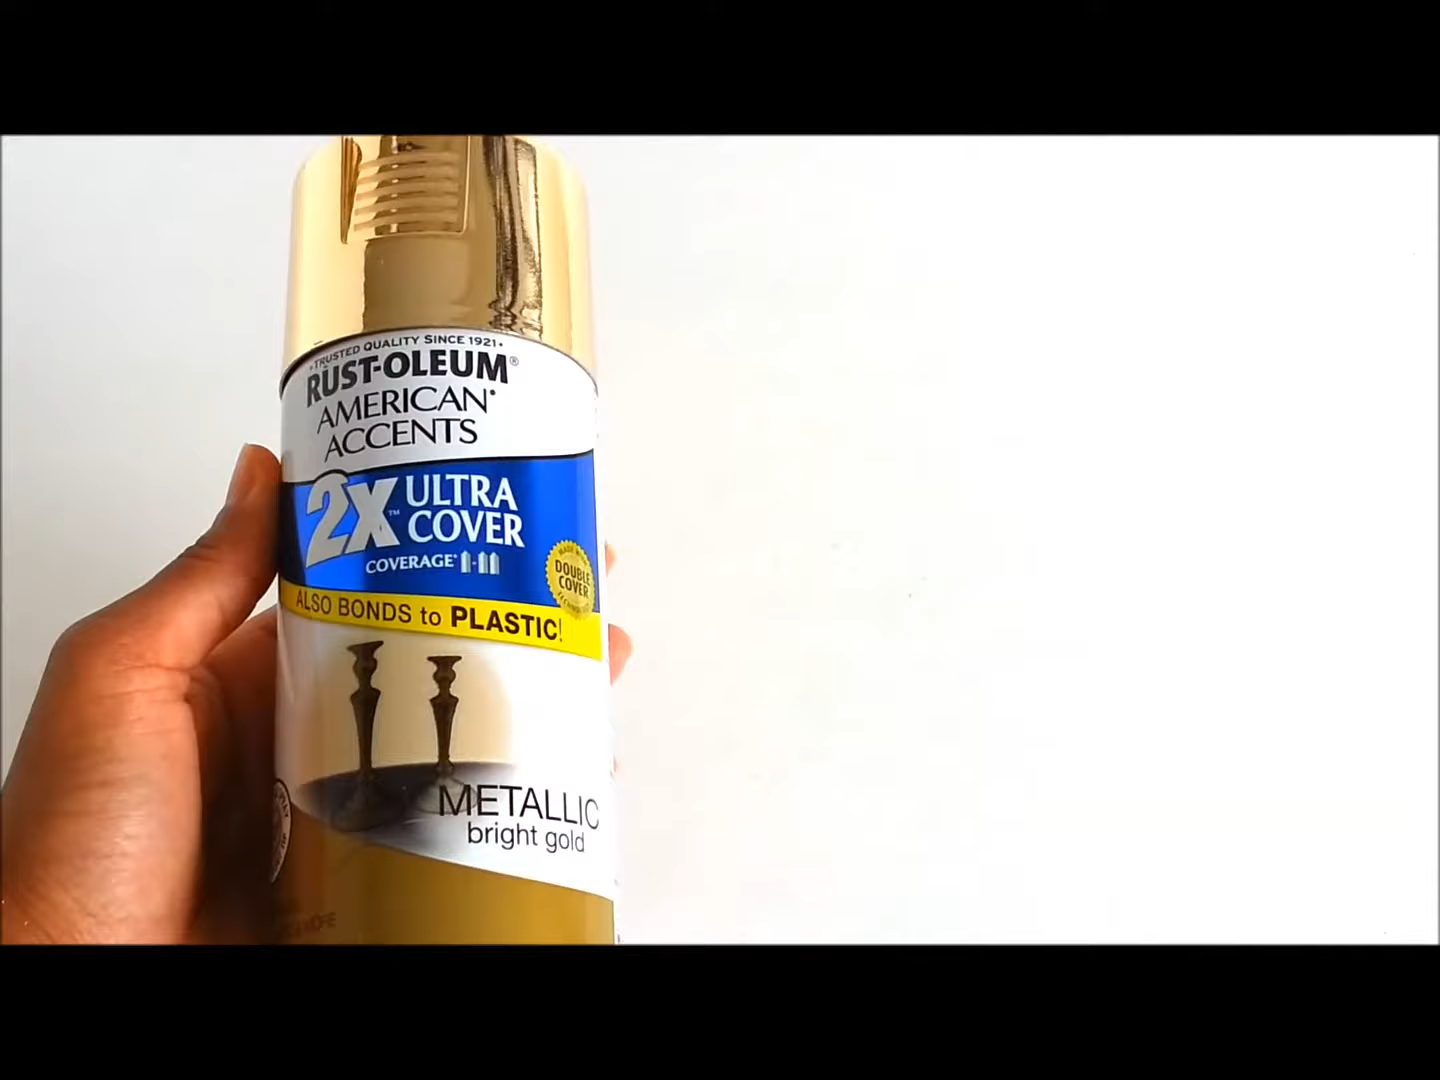 •TRUSTED QUALITY SINCE 1921•
RUST-OLEUM®
AMERICAN
ACCENTS
2X™ ULTRA
COVER
COVERAGE*
DOUBLE
COVER
ALSO BONDS to PLASTIC!
METALLIC
bright gold